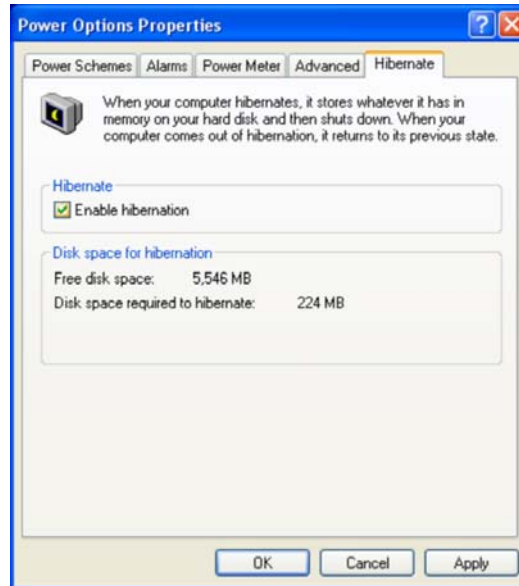 Power Options Properties
Power Schemes Alarms Power Meter Advanced Hibernate
When your computer hibernates, it stores whatever it has in
memory on your hard disk and then shuts down. When your
computer comes out of hibernation, it returns to its previous state.
Hibernate
Enable hibernation
Disk space for hibernation
Free disk space: 5,546 MB
Disk space required to hibernate: 224 MB
OK Cancel Apply